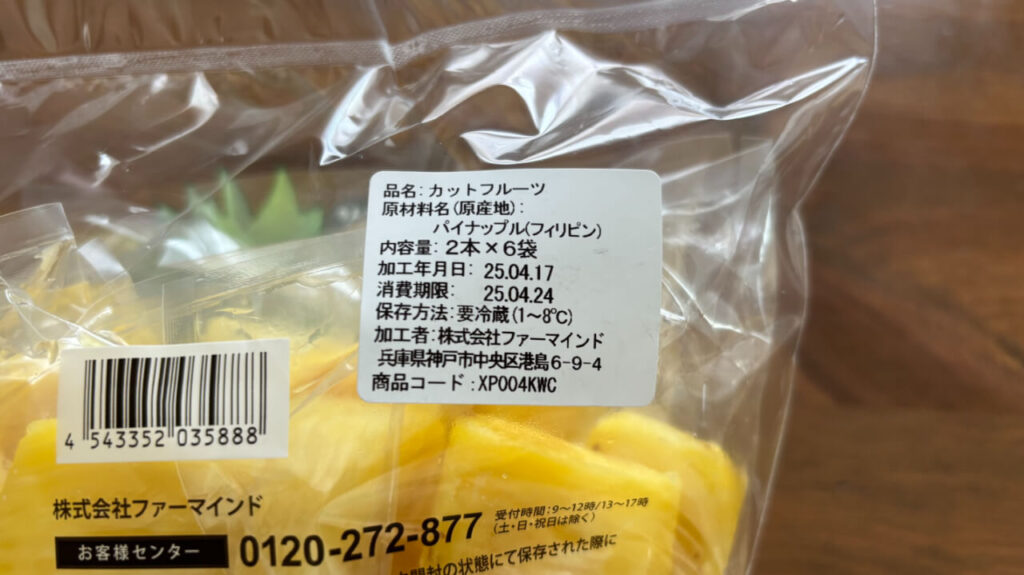 品名:カットフルーツ
原材料名(原産地):
パイナップル(フィリピン)
内容量:2本×6袋
加工年月日: 25.04.17
消費期限: 25.04.24
保存方法:要冷蔵(1~8℃)
加工者:株式会社ファーマインド
兵庫県神戸市中央区港島6-9-4
商品コード:XP004KWC
4 543352 035888
株式会社ファーマインド
お客様センター 0120-272-877
受付時間:9~12時/13~17時
(土・日・祝日は除く)
開封の状態にて保存された際に